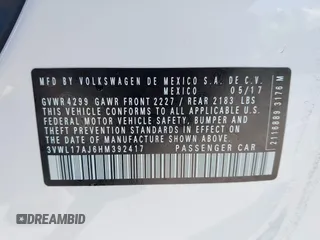 MFD.BY VOLKSWAGEN DE MEXICO S.A. DE C.V.
MEXICO 05/17
GVWR 4299 GAWR FRONT 2227 / REAR 2183 LBS
THIS VEHICLE CONFORMS TO ALL APPLICABLE U.S.
FEDERAL MOTOR VEHICLE SAFETY, BUMPER, AND
THEFT PREVENTION STANDARDS IN EFFECT ON THE
DATE OF MANUFACTURE SHOWN ABOVE.
3VWL17AJ6HM392417 PASSENGER CAR
2116889 3176 M
DREAMBID